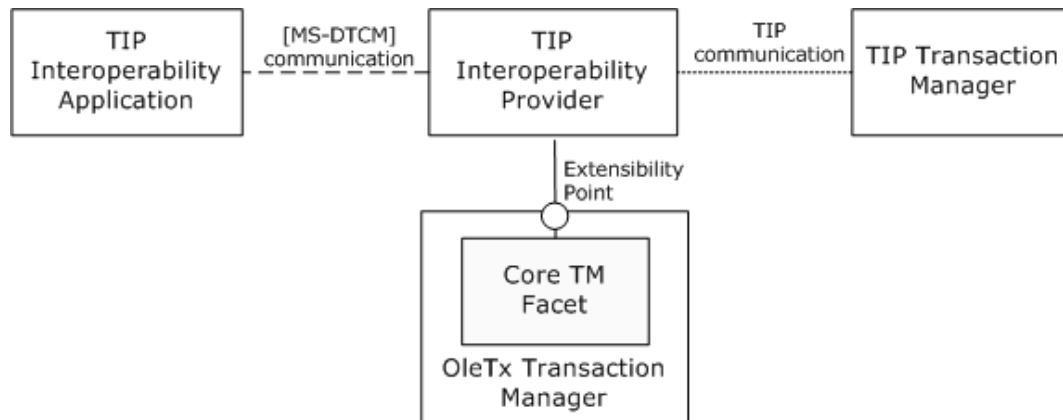 TIP
Interoperability
Application
[MS-DTCM]
communication
TIP
Interoperability
Provider
TIP
communication
TIP Transaction
Manager
Extensibility
Point
Core TM
Facet
OleTx Transaction
Manager